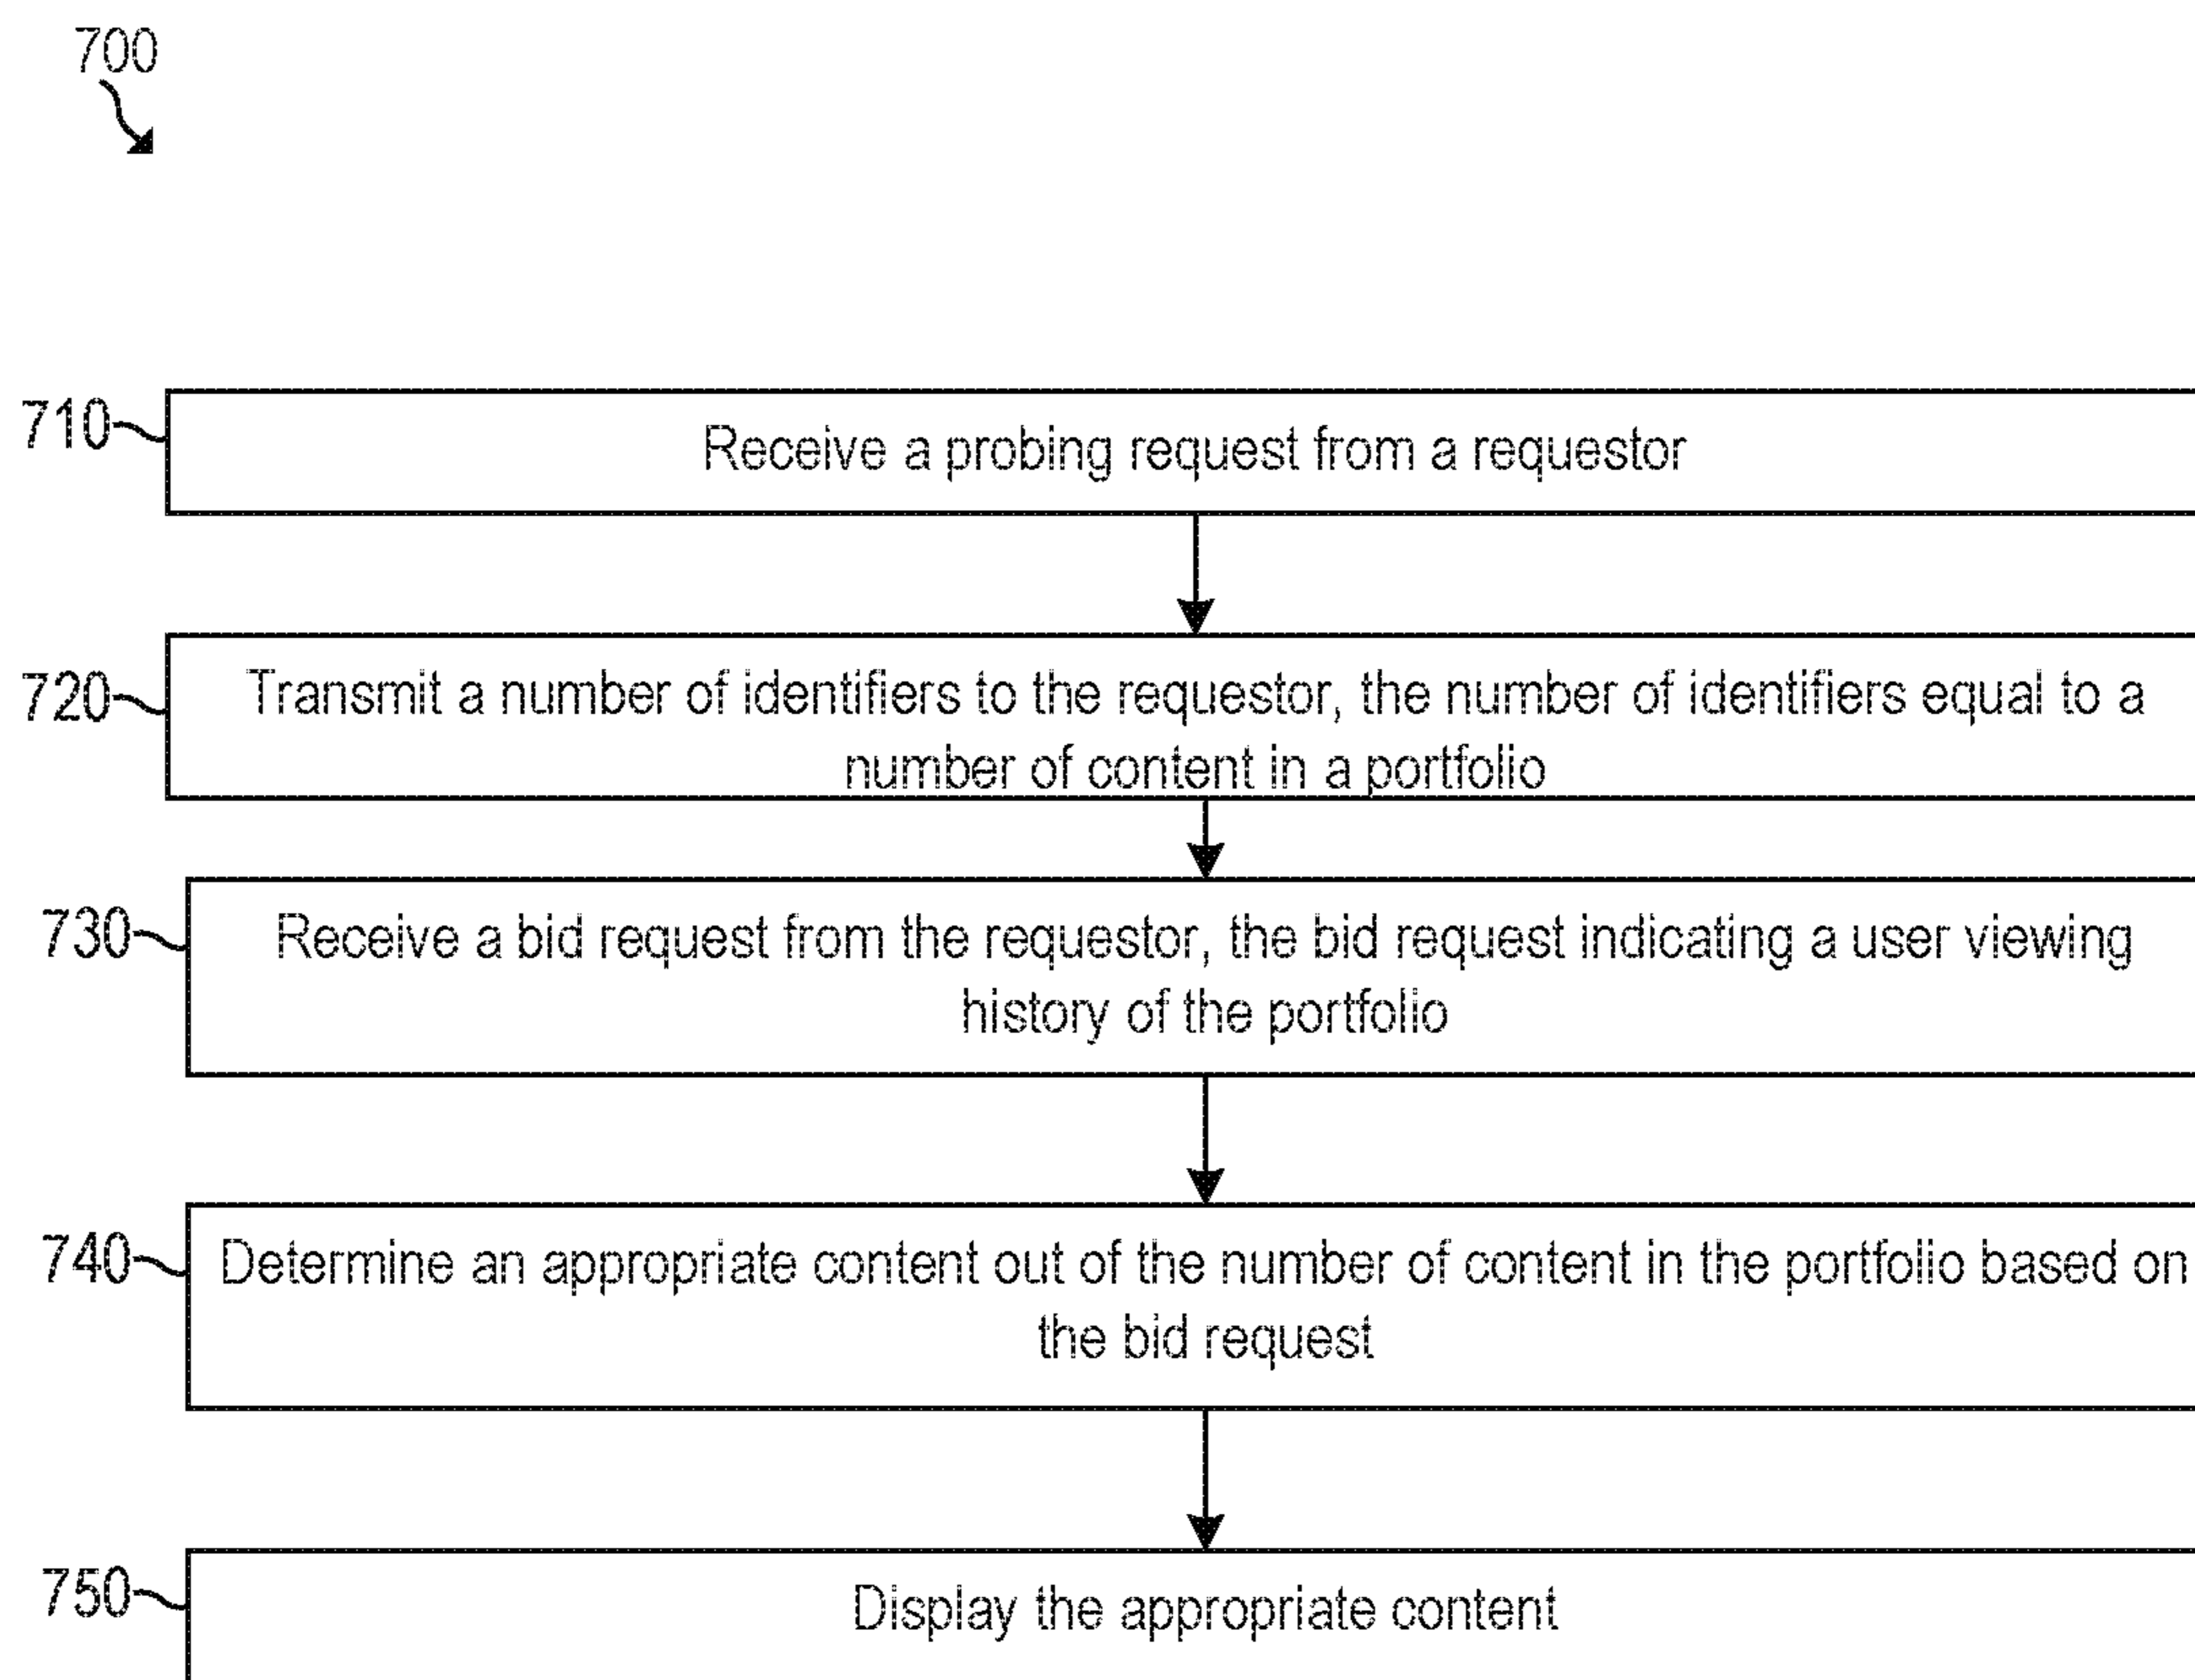 700
710
Receive a probing request from a requestor
720
Transmit a number of identifiers to the requestor, the number of identifiers equal to a
number of content in a portfolio
730
Receive a bid request from the requestor, the bid request indicating a user viewing
history of the portfolio
740
Determine an appropriate content out of the number of content in the portfolio based on
the bid request
750
Display the appropriate content